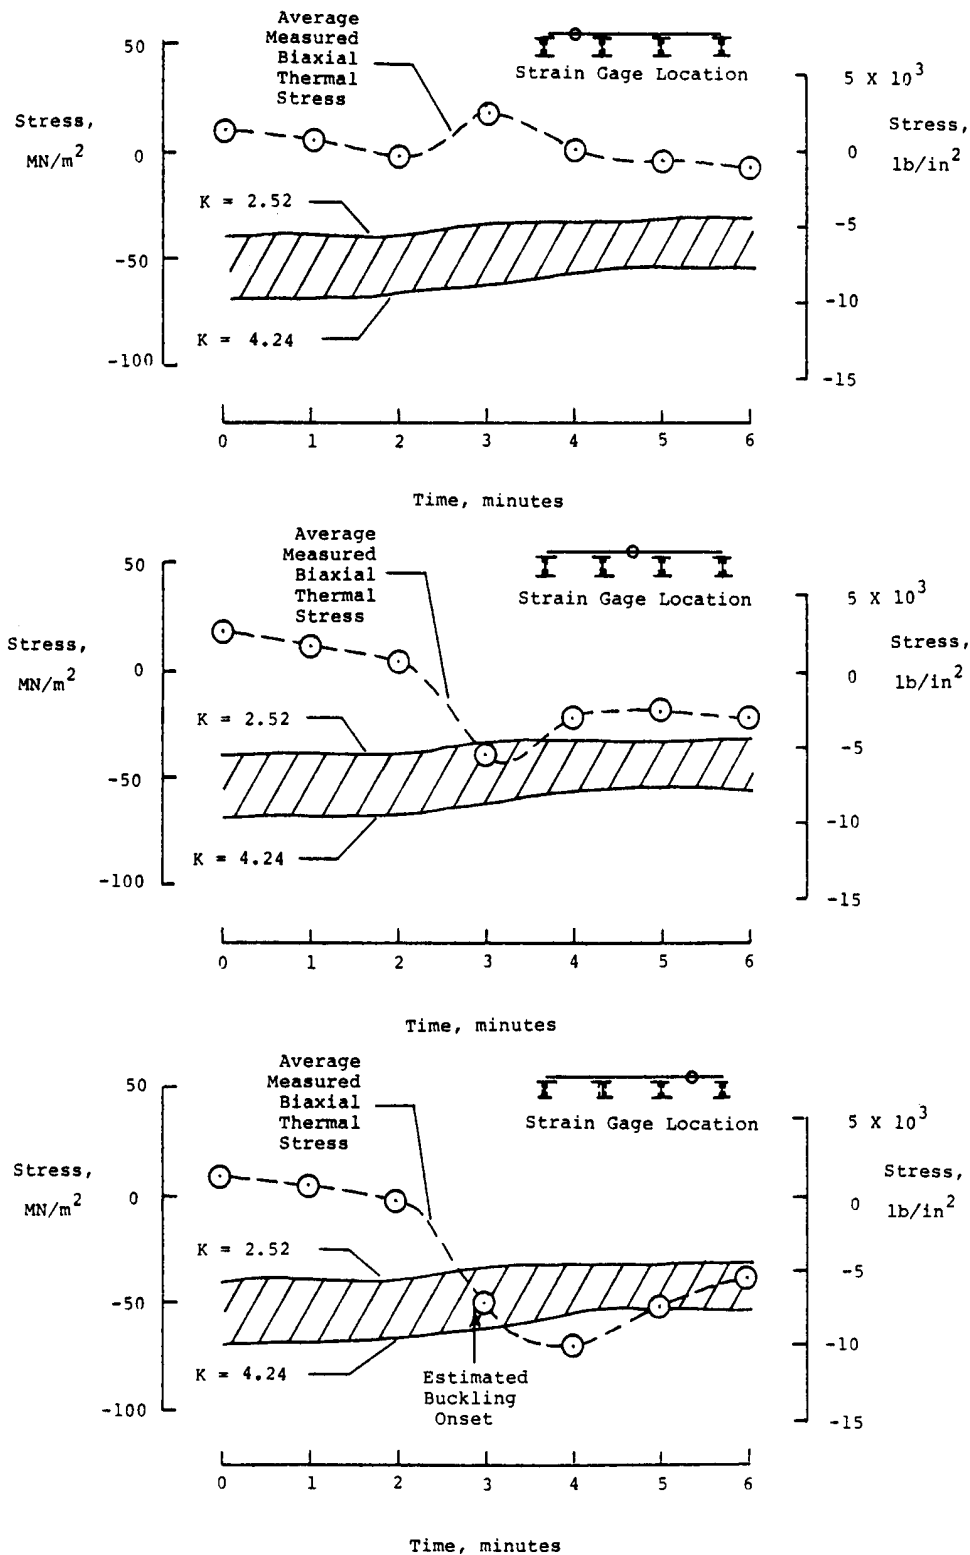 Average
Measured
Biaxial
Thermal
Stress
Strain Gage Location
50
0
-50
-100
Stress,
MN/m²
5 X 10³
0
-5
-10
-15
Stress,
lb/in²
K = 2.52
K = 4.24
0 1 2 3 4 5 6
Time, minutes
Average
Measured
Biaxial
Thermal
Stress
Strain Gage Location
50
0
-50
-100
Stress,
MN/m²
5 X 10³
0
-5
-10
-15
Stress,
lb/in²
K = 2.52
K = 4.24
0 1 2 3 4 5 6
Time, minutes
Average
Measured
Biaxial
Thermal
Stress
Strain Gage Location
50
0
-50
-100
Stress,
MN/m²
5 X 10³
0
-5
-10
-15
Stress,
lb/in²
K = 2.52
K = 4.24
Estimated
Buckling
Onset
0 1 2 3 4 5 6
Time, minutes